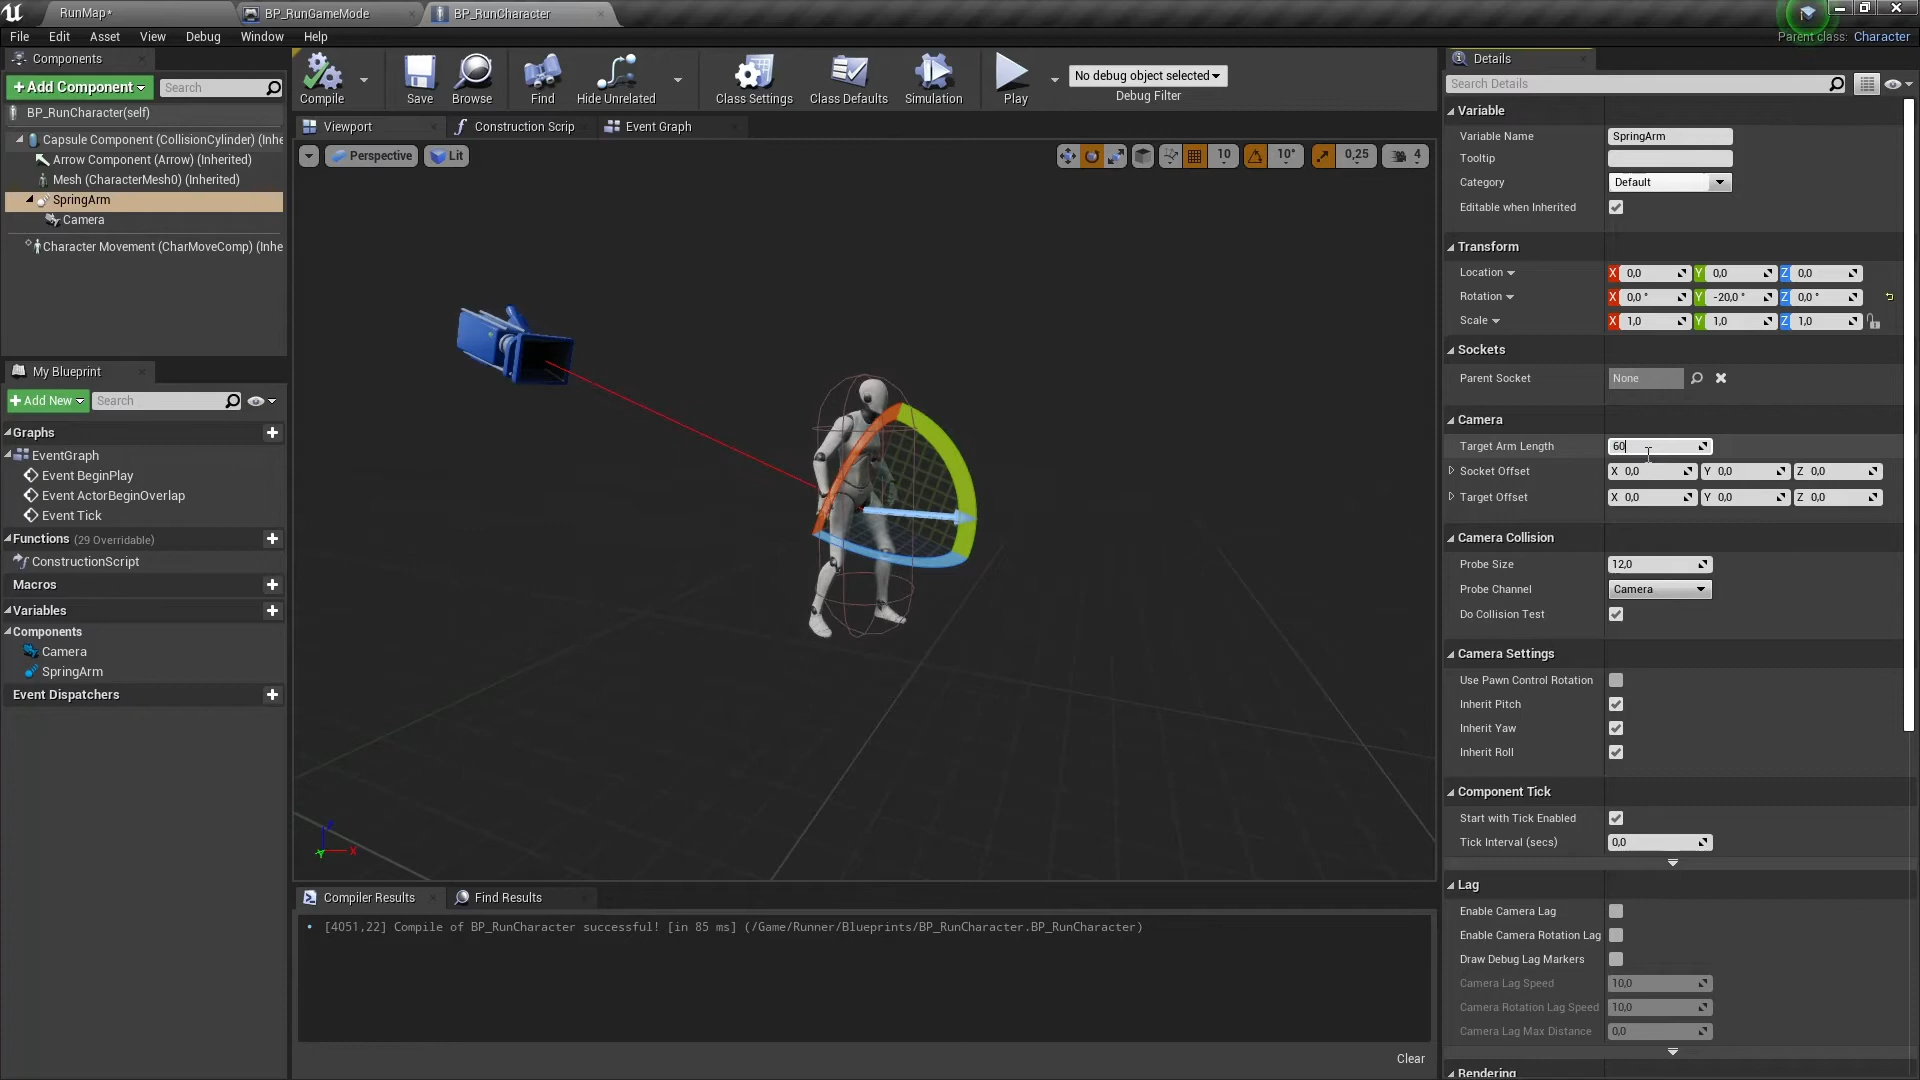 RunMap*
BP_RunGameMode
BP_RunCharacter
File Edit Asset View Debug Window Help
Parent class: Character
Components
+Add Component
Search
BP_RunCharacter(self)
Capsule Component (CollisionCylinder) (Inhe
Arrow Component (Arrow) (Inherited)
Mesh (CharacterMesh0) (Inherited)
SpringArm
Camera
Character Movement (CharMoveComp) (Inhe
My Blueprint
+Add New
Search
Graphs
EventGraph
Event BeginPlay
Event ActorBeginOverlap
Event Tick
Functions (29 Overridable)
ConstructionScript
Macros
Variables
Components
Camera
SpringArm
Event Dispatchers
Compile
Save
Browse
Find
Hide Unrelated
Class Settings
Class Defaults
Simulation
Play
No debug object selected
Debug Filter
Viewport
Construction Scrip
Event Graph
Perspective
Lit
10
10°
0,25
4
Z
X
Y
Compiler Results
Find Results
• [4051,22] Compile of BP_RunCharacter successful! [in 85 ms] (/Game/Runner/Blueprints/BP_RunCharacter.BP_RunCharacter)
Clear
Details
Search Details
Variable
Variable Name SpringArm
Tooltip
Category Default
Editable when Inherited
Transform
Location X 0,0 Y 0,0 Z 0,0
Rotation X 0,0 ° Y -20,0 ° Z 0,0 °
Scale X 1,0 Y 1,0 Z 1,0
Sockets
Parent Socket None
Camera
Target Arm Length 60
Socket Offset X 0,0 Y 0,0 Z 0,0
Target Offset X 0,0 Y 0,0 Z 0,0
Camera Collision
Probe Size 12,0
Probe Channel Camera
Do Collision Test
Camera Settings
Use Pawn Control Rotation
Inherit Pitch
Inherit Yaw
Inherit Roll
Component Tick
Start with Tick Enabled
Tick Interval (secs) 0,0
Lag
Enable Camera Lag
Enable Camera Rotation Lag
Draw Debug Lag Markers
Camera Lag Speed 10,0
Camera Rotation Lag Speed 10,0
Camera Lag Max Distance 0,0
Rendering